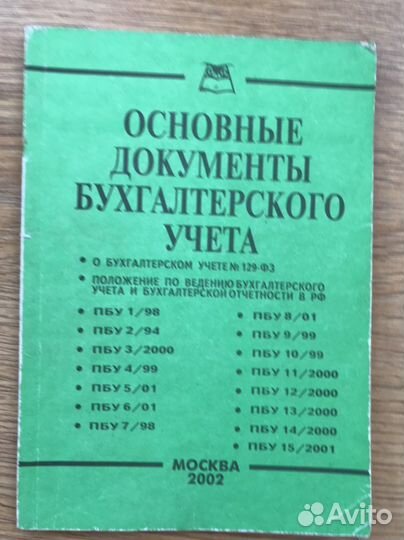 ОСНОВНЫЕ
ДОКУМЕНТЫ
БУХГАЛТЕРСКОГО
УЧЕТА
• О БУХГАЛТЕРСКОМ УЧЕТЕ № 129-ФЗ
• ПОЛОЖЕНИЕ ПО ВЕДЕНИЮ БУХГАЛТЕРСКОГО
УЧЕТА И БУХГАЛТЕРСКОЙ ОТЧЕТНОСТИ В РФ
• ПБУ 1/98
• ПБУ 2/94
• ПБУ 3/2000
• ПБУ 4/99
• ПБУ 5/01
• ПБУ 6/01
• ПБУ 7/98
• ПБУ 8/01
• ПБУ 9/99
• ПБУ 10/99
• ПБУ 11/2000
• ПБУ 12/2000
• ПБУ 13/2000
• ПБУ 14/2000
• ПБУ 15/2001
МОСКВА
2002
Avito